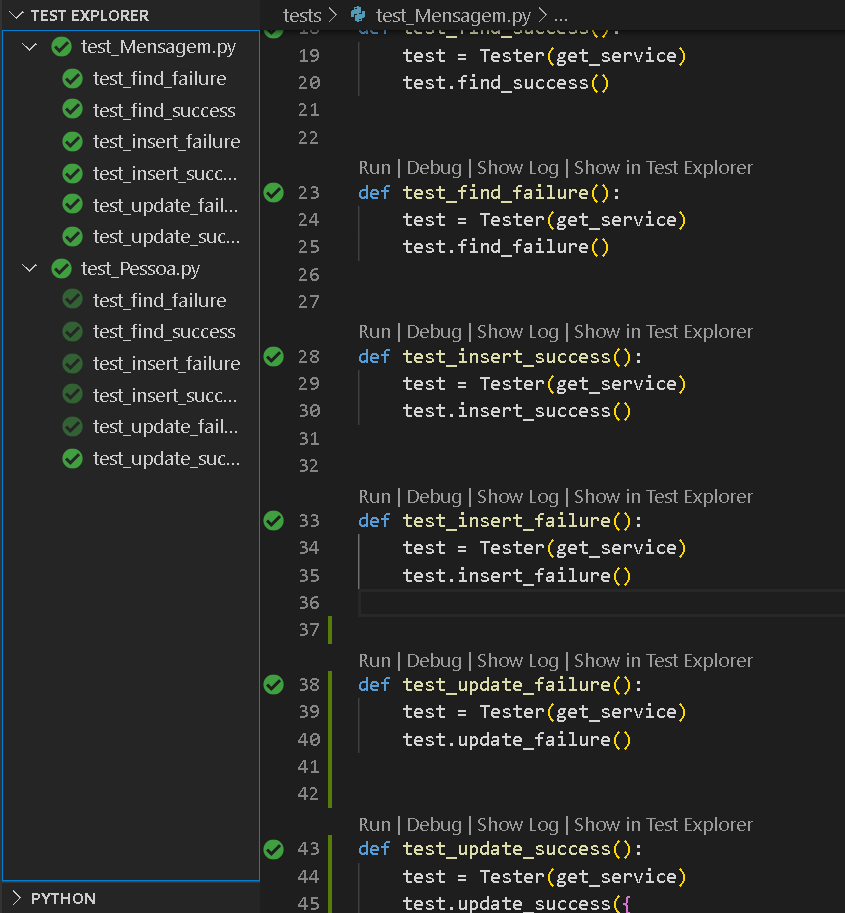 TEST EXPLORER
test_Mensagem.py
test_find_failure
test_find_success
test_insert_failure
test_insert_succ...
test_update_fail...
test_update_suc...
test_Pessoa.py
test_find_failure
test_find_success
test_insert_failure
test_insert_succ...
test_update_fail...
test_update_suc...
PYTHON
tests > test_Mensagem.py > ...
18 def test_find_success():
19 test = Tester(get_service)
20 test.find_success()
21
22
Run | Debug | Show Log | Show in Test Explorer
23 def test_find_failure():
24 test = Tester(get_service)
25 test.find_failure()
26
27
Run | Debug | Show Log | Show in Test Explorer
28 def test_insert_success():
29 test = Tester(get_service)
30 test.insert_success()
31
32
Run | Debug | Show Log | Show in Test Explorer
33 def test_insert_failure():
34 test = Tester(get_service)
35 test.insert_failure()
36
37
Run | Debug | Show Log | Show in Test Explorer
38 def test_update_failure():
39 test = Tester(get_service)
40 test.update_failure()
41
42
Run | Debug | Show Log | Show in Test Explorer
43 def test_update_success():
44 test = Tester(get_service)
45 test.update_success({